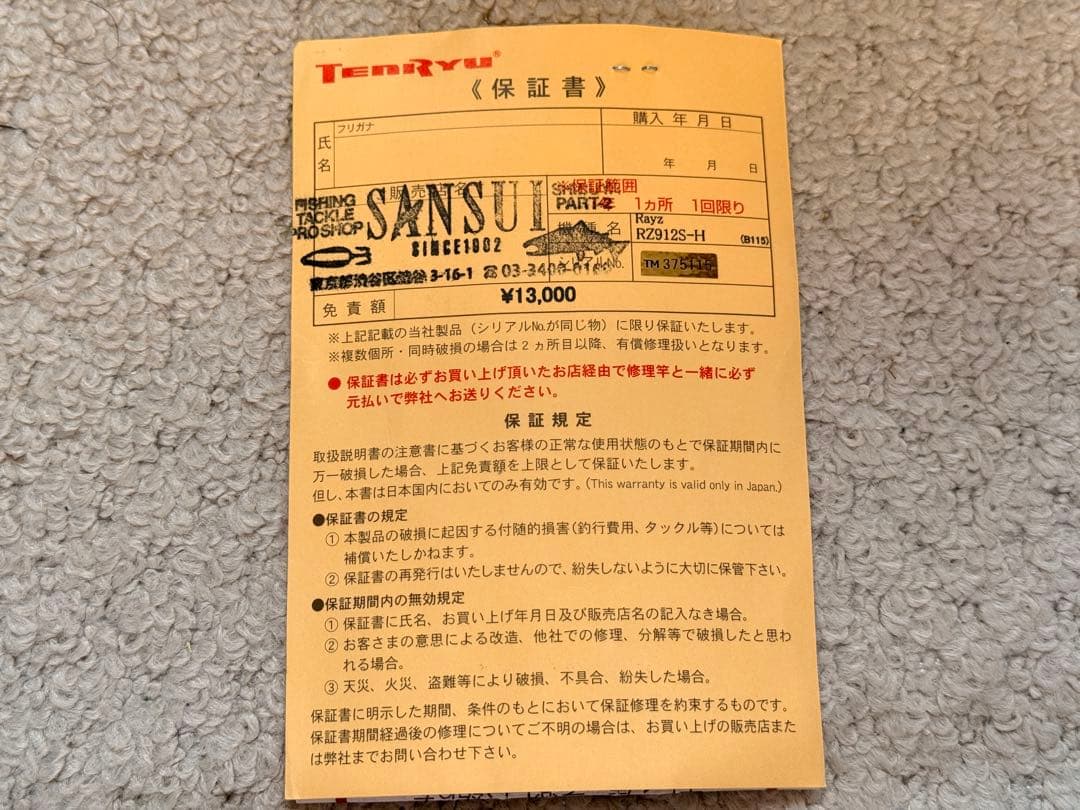 TENRYU®
《保証書》
フリガナ
氏名
購入年月日
年 月 日
販売店名
FISHING
TACKLE
PRO SHOP
SANSUI
SINCE1902
PART-2
東京都渋谷区渋谷3-16-1 ☎03-3400-
※保証範囲
1ヵ所 1回限り
機種名
Rayz
RZ912S-H (B115)
シリアルNo.
TM
免責額 ¥13,000
※上記記載の当社製品（シリアルNo.が同じ物）に限り保証いたします。
※複数個所・同時破損の場合は2ヵ所目以降、有償修理扱いとなります。
●保証書は必ずお買い上げ頂いたお店経由で修理竿と一緒に必ず
元払いで弊社へお送りください。
保証規定
取扱説明書の注意書に基づくお客様の正常な使用状態のもとで保証期間内に
万一破損した場合、上記免責額を上限として保証いたします。
但し、本書は日本国内においてのみ有効です。(This warranty is valid only in Japan.)
●保証書の規定
① 本製品の破損に起因する付随的損害(釣行費用、タックル等)については
補償いたしかねます。
② 保証書の再発行はいたしませんので、紛失しないように大切に保管下さい。
●保証期間内の無効規定
① 保証書に氏名、お買い上げ年月日及び販売店名の記入なき場合。
② お客さまの意思による改造、他社での修理、分解等で破損したと思わ
れる場合。
③ 天災、火災、盗難等により破損、不具合、紛失した場合。
保証書に明示した期間、条件のもとにおいて保証修理を約束するものです。
保証書期間経過後の修理についてご不明の場合は、お買い上げの販売店また
は弊社までお問い合わせ下さい。